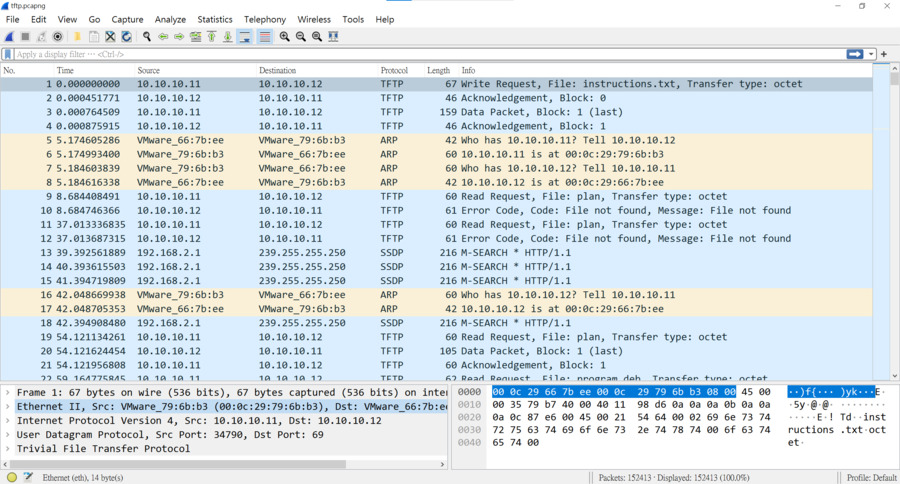 tftp.pcapng
File Edit View Go Capture Analyze Statistics Telephony Wireless Tools Help
Apply a display filter … <Ctrl-/>
No. Time Source Destination Protocol Length Info
1 0.000000000 10.10.10.11 10.10.10.12 TFTP 67 Write Request, File: instructions.txt, Transfer type: octet
2 0.000451771 10.10.10.12 10.10.10.11 TFTP 46 Acknowledgement, Block: 0
3 0.000764509 10.10.10.11 10.10.10.12 TFTP 159 Data Packet, Block: 1 (last)
4 0.000875915 10.10.10.12 10.10.10.11 TFTP 46 Acknowledgement, Block: 1
5 5.174605286 VMware_66:7b:ee VMware_79:6b:b3 ARP 42 Who has 10.10.10.11? Tell 10.10.10.12
6 5.174993400 VMware_79:6b:b3 VMware_66:7b:ee ARP 60 10.10.10.11 is at 00:0c:29:79:6b:b3
7 5.184603839 VMware_79:6b:b3 VMware_66:7b:ee ARP 60 Who has 10.10.10.12? Tell 10.10.10.11
8 5.184616338 VMware_66:7b:ee VMware_79:6b:b3 ARP 42 10.10.10.12 is at 00:0c:29:66:7b:ee
9 8.684408491 10.10.10.11 10.10.10.12 TFTP 60 Read Request, File: plan, Transfer type: octet
10 8.684746366 10.10.10.12 10.10.10.11 TFTP 61 Error Code, Code: File not found, Message: File not found
11 37.013336835 10.10.10.11 10.10.10.12 TFTP 60 Read Request, File: plan, Transfer type: octet
12 37.013687315 10.10.10.12 10.10.10.11 TFTP 61 Error Code, Code: File not found, Message: File not found
13 39.392561889 192.168.2.1 239.255.255.250 SSDP 216 M-SEARCH * HTTP/1.1
14 40.393615503 192.168.2.1 239.255.255.250 SSDP 216 M-SEARCH * HTTP/1.1
15 41.394719809 192.168.2.1 239.255.255.250 SSDP 216 M-SEARCH * HTTP/1.1
16 42.048669938 VMware_79:6b:b3 VMware_66:7b:ee ARP 60 Who has 10.10.10.12? Tell 10.10.10.11
17 42.048705353 VMware_66:7b:ee VMware_79:6b:b3 ARP 42 10.10.10.12 is at 00:0c:29:66:7b:ee
18 42.394908480 192.168.2.1 239.255.255.250 SSDP 216 M-SEARCH * HTTP/1.1
19 54.121134261 10.10.10.11 10.10.10.12 TFTP 60 Read Request, File: plan, Transfer type: octet
20 54.121624454 10.10.10.12 10.10.10.11 TFTP 105 Data Packet, Block: 1 (last)
21 54.121956808 10.10.10.11 10.10.10.12 TFTP 60 Acknowledgement, Block: 1
22 59.164775845 10.10.10.11 10.10.10.12 TFTP 62 Read Request, File: program.deb, Transfer type: octet
Frame 1: 67 bytes on wire (536 bits), 67 bytes captured (536 bits) on inter
Ethernet II, Src: VMware_79:6b:b3 (00:0c:29:79:6b:b3), Dst: VMware_66:7b:ee
Internet Protocol Version 4, Src: 10.10.10.11, Dst: 10.10.10.12
User Datagram Protocol, Src Port: 34790, Dst Port: 69
Trivial File Transfer Protocol
0000 00 0c 29 66 7b ee 00 0c 29 79 6b b3 08 00 45 00 ··)f{··· )yk···E·
0010 00 35 79 b7 40 00 40 11 98 d6 0a 0a 0a 0b 0a 0a ·5y·@·@· ········
0020 0a 0c 87 e6 00 45 00 21 54 64 00 02 69 6e 73 74 ·····E·! Td··inst
0030 72 75 63 74 69 6f 6e 73 2e 74 78 74 00 6f 63 74 ructions .txt·oct
0040 65 74 00 et·
Ethernet (eth), 14 byte(s) Packets: 152413 · Displayed: 152413 (100.0%) Profile: Default